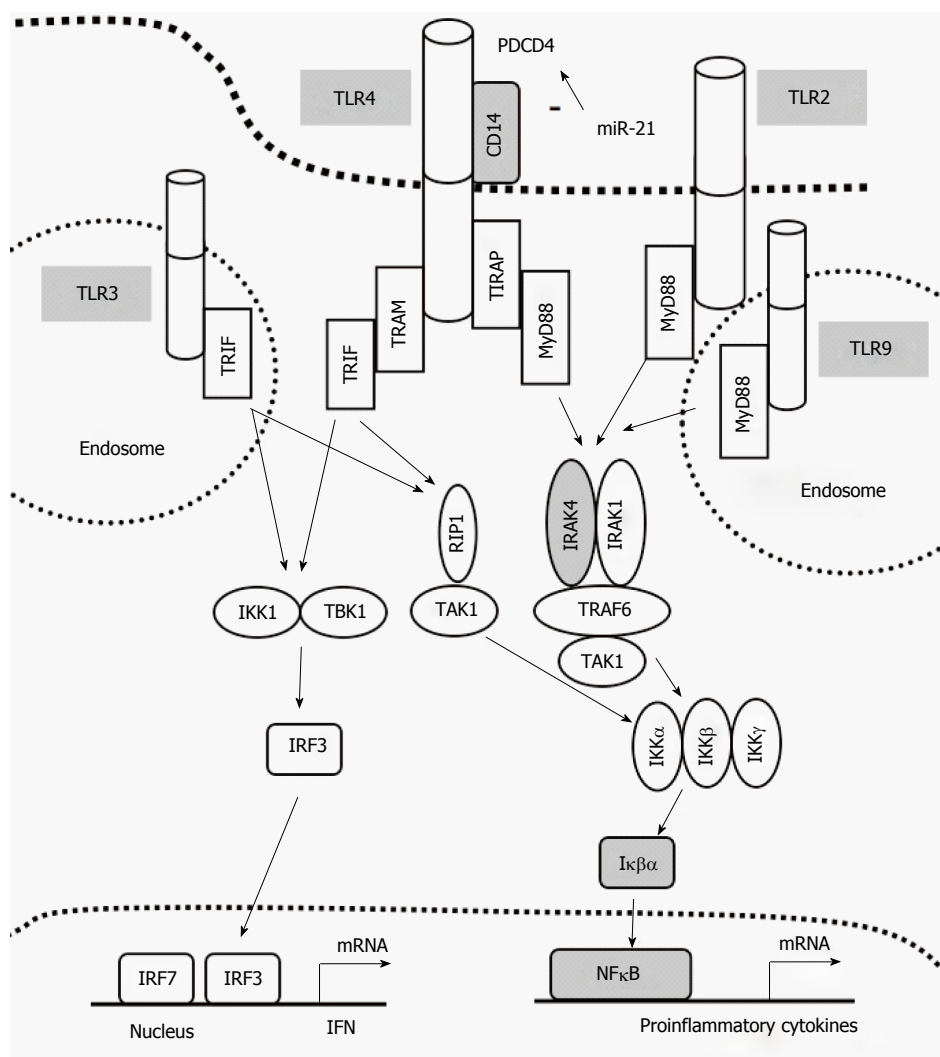 PDCD4
TLR4
CD14
miR-21
TLR2
TLR3
TRIF
TRIF
TRAM
TIRAP
MyD88
MyD88
MyD88
TLR9
Endosome
Endosome
RIP1
IRAK4
IRAK1
IKK1
TBK1
TAK1
TRAF6
TAK1
IKKα
IKKβ
IKKγ
IRF3
Iκβα
mRNA
mRNA
IRF7
IRF3
NFκB
Nucleus
IFN
Proinflammatory cytokines